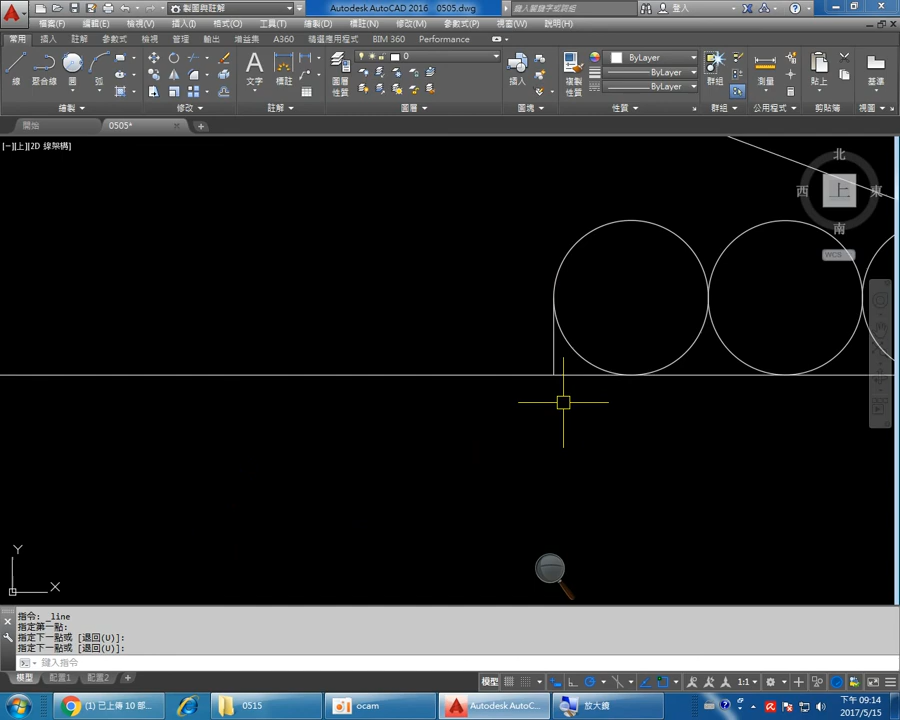 製圖與註解
Autodesk AutoCAD 2016 0505.dwg
鍵入關鍵字或詞組
登入
檔案(F) 編輯(E) 檢視(V) 插入(I) 格式(O) 工具(T) 繪製(D) 標註(N) 修改(M) 參數式(P) 視窗(W) 說明(H)
常用 插入 註解 參數式 檢視 管理 輸出 增益集 A360 精選應用程式 BIM 360 Performance
線 聚合線 圓 弧 文字 標註 圖層性質 0 插入 複製性質 ByLayer 群組 測量 貼上 基準
ByLayer
ByLayer
繪製 修改 註解 圖層 圖塊 性質 群組 公用程式 剪貼簿 視圖
開始 0505*
[−][上][2D 線架構]
北
西 上 東
南
WCS
Y
X
指令: _line
指定第一點:
指定下一點或 [退回(U)]:
指定下一點或 [退回(U)]:
鍵入指令
模型 配置1 配置2 +
模型 1:1
(1) 已上傳 10 部... 0515 ocam Autodesk AutoC... 放大鏡
下午 09:14
2017/5/15